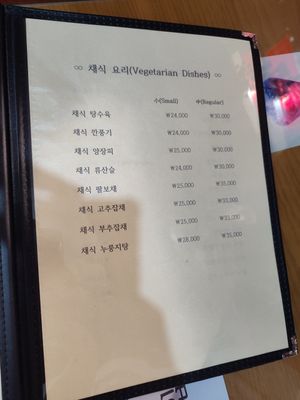 ∞ 채식 요리(Vegetarian Dishes) ∞
小(Small) 中(Regular)
채식 탕수육 ₩24,000 ₩30,000
채식 깐풍기 ₩24,000 ₩30,000
채식 양장피 ₩25,000 ₩30,000
채식 류산슬 ₩24,000 ₩30,000
채식 팔보채 ₩25,000 ₩35,000
채식 고추잡채 ₩25,000 ₩33,000
채식 부추잡채 ₩25,000 ₩33,000
채식 누룽지탕 ₩28,000 ₩35,000